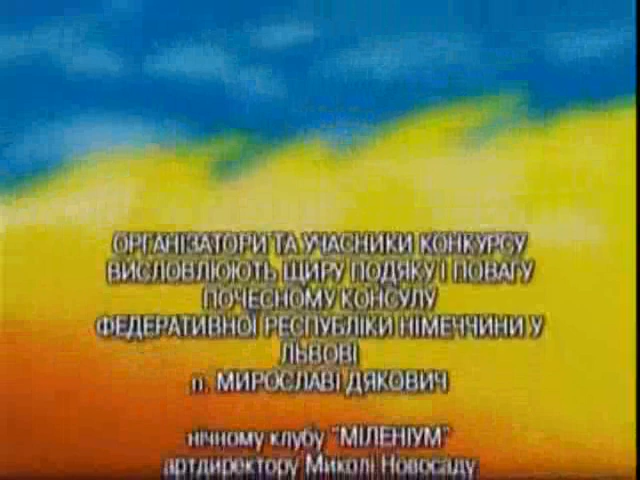 ОРГАНІЗАТОРИ ТА УЧАСНИКИ КОНКУРСУ
ВИСЛОВЛЮЮТЬ ЩИРУ ПОДЯКУ І ПОВАГУ
ПОЧЕСНОМУ КОНСУЛУ
ФЕДЕРАТИВНОЇ РЕСПУБЛІКИ НІМЕЧЧИНИ У
ЛЬВОВІ
п. МИРОСЛАВІ ДЯКОВИЧ
нічному клубу "МІЛЕНІУМ"
артдиректору Миколі Новосаду